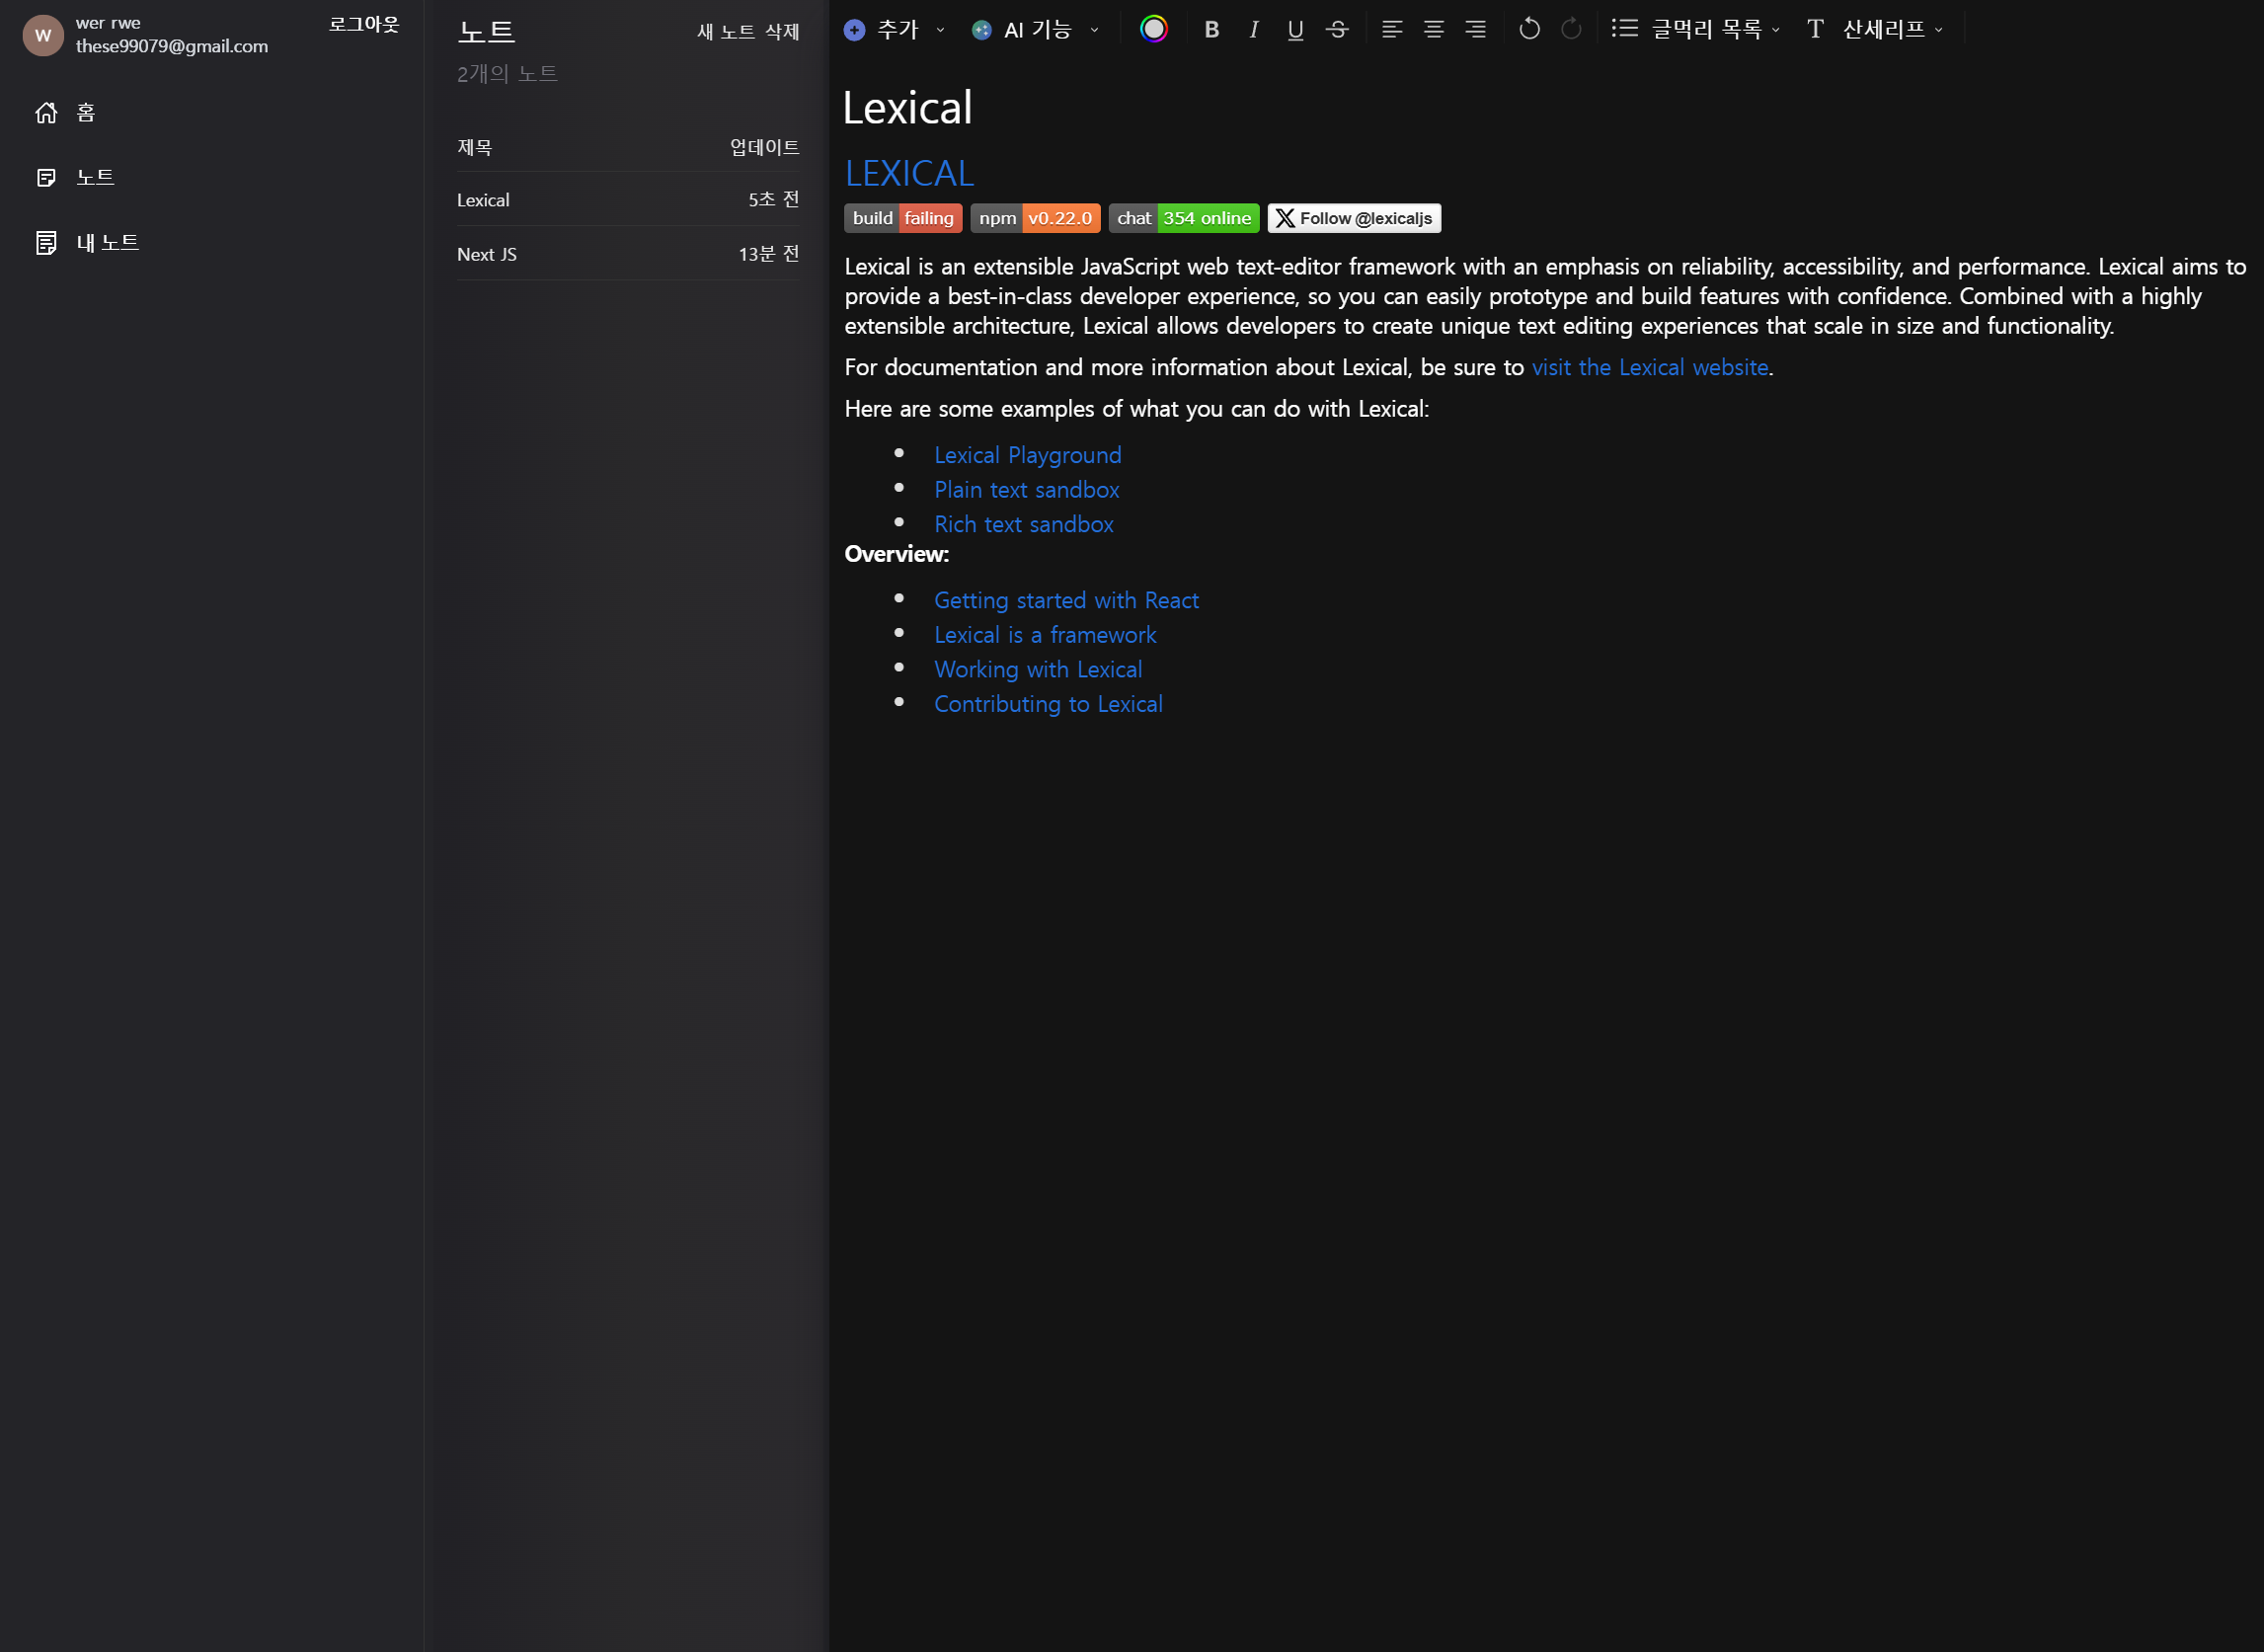 W
wer rwe
these99079@gmail.com
로그아웃
홈
노트
내 노트
노트
새 노트 삭제
2개의 노트
제목 업데이트
Lexical 5초 전
Next JS 13분 전
추가 AI 기능 B I U S 글먹리 목록 T 산세리프
Lexical
LEXICAL
build failing npm v0.22.0 chat 354 online X Follow @lexicaljs
Lexical is an extensible JavaScript web text-editor framework with an emphasis on reliability, accessibility, and performance. Lexical aims to
provide a best-in-class developer experience, so you can easily prototype and build features with confidence. Combined with a highly
extensible architecture, Lexical allows developers to create unique text editing experiences that scale in size and functionality.
For documentation and more information about Lexical, be sure to visit the Lexical website.
Here are some examples of what you can do with Lexical:
• Lexical Playground
• Plain text sandbox
• Rich text sandbox
Overview:
• Getting started with React
• Lexical is a framework
• Working with Lexical
• Contributing to Lexical